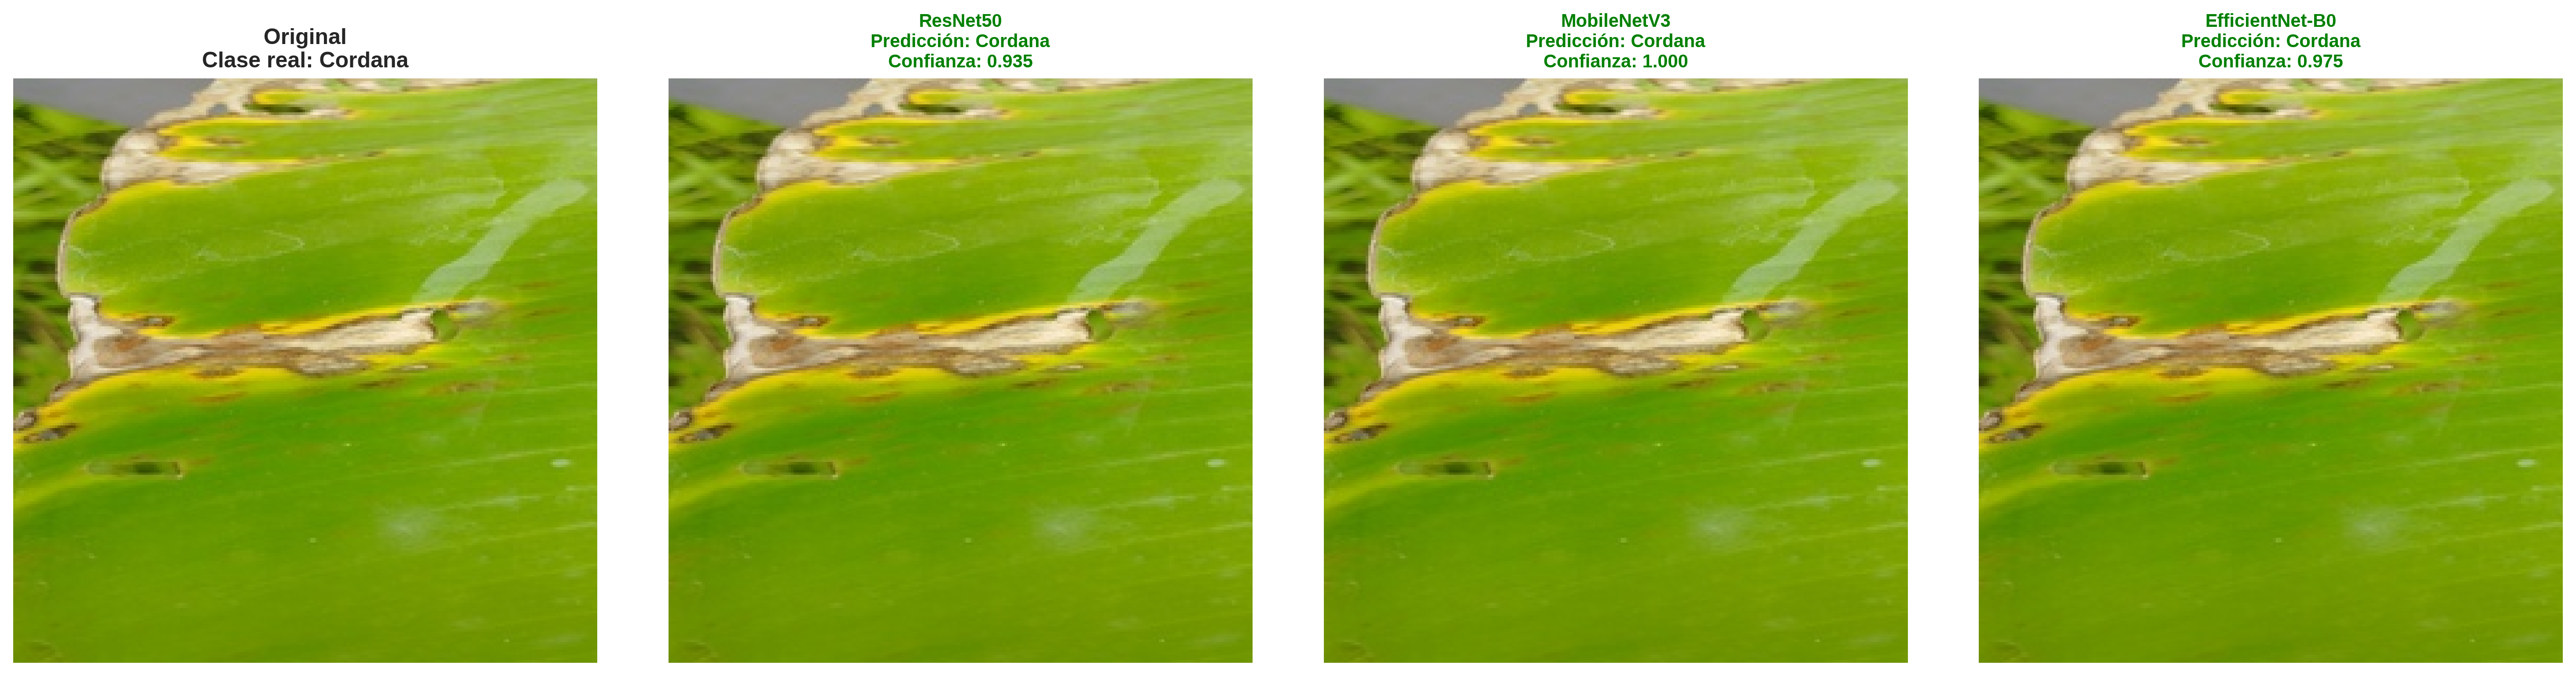 Original
Clase real: Cordana
ResNet50
Predicción: Cordana
Confianza: 0.935
MobileNetV3
Predicción: Cordana
Confianza: 1.000
EfficientNet-B0
Predicción: Cordana
Confianza: 0.975